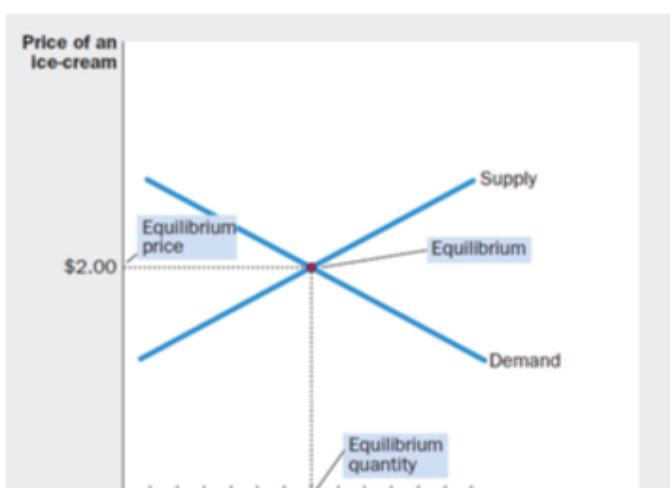 Price of an
Ice-cream
Supply
Equilibrium
price
Equilibrium
$2.00
Demand
Equilibrium
quantity